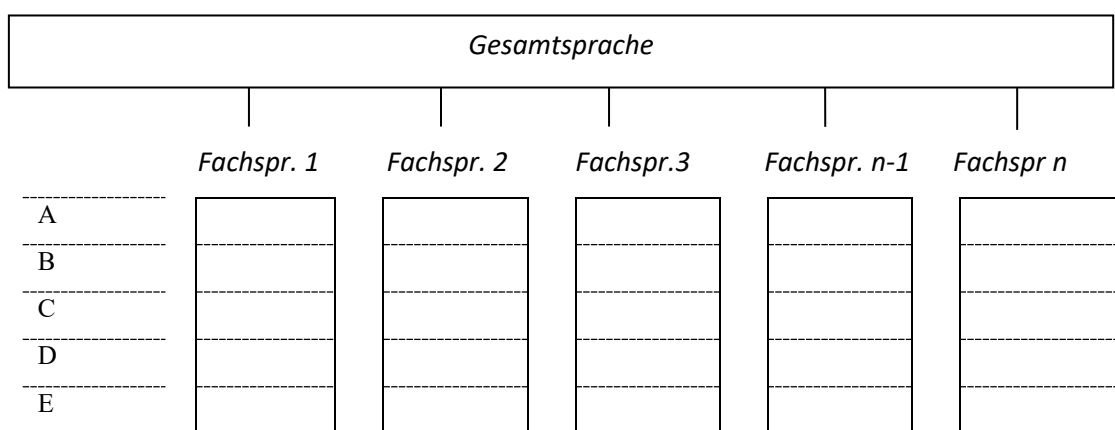 Gesamtsprache
Fachspr. 1 Fachspr. 2 Fachspr.3 Fachspr. n-1 Fachspr n
A
B
C
D
E